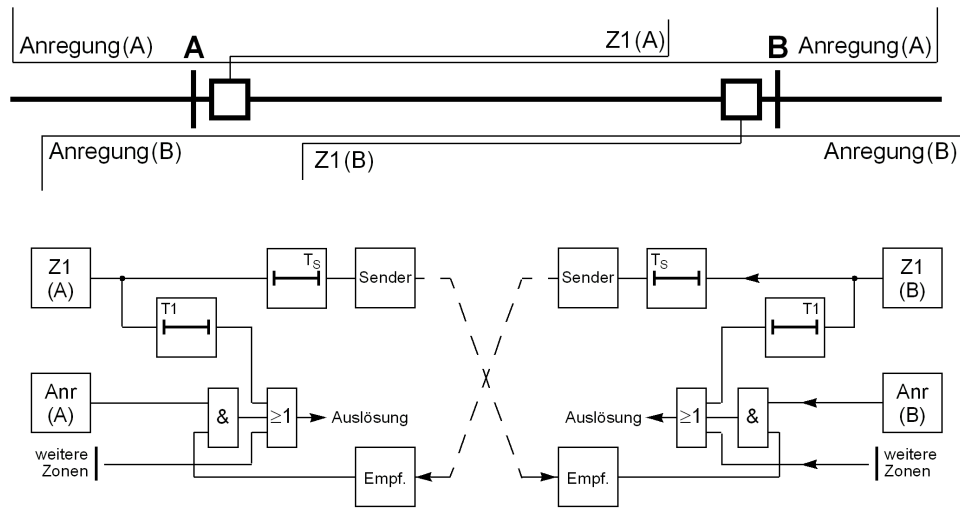 Anregung(A)
A
Z1(A)
B
Anregung(A)
Anregung(B)
Z1(B)
Anregung(B)
Z1
(A)
TS
Sender
Sender
TS
Z1
(B)
T1
T1
Anr
(A)
&
≥1
Auslösung
Auslösung
≥1
&
Anr
(B)
weitere
Zonen
Empf.
Empf.
weitere
Zonen